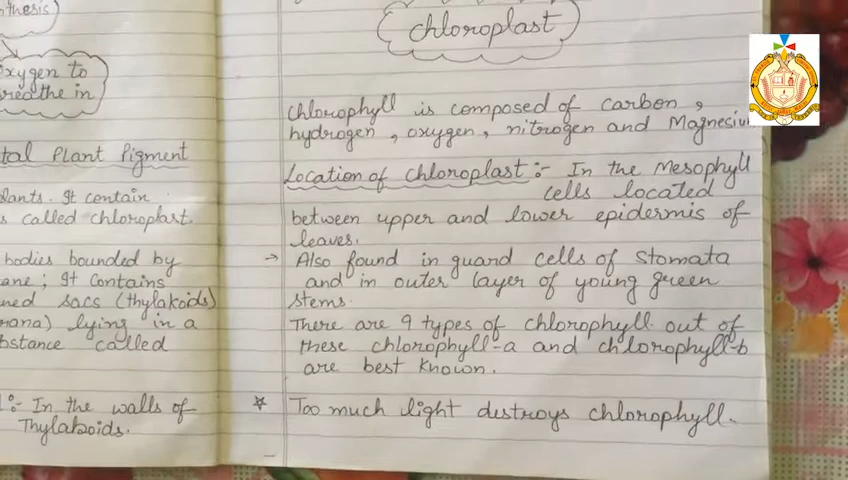 nthesis)
oxygen to
breathe in
tal Plant Pigment
lants. It contain
s called chloroplast.
bodies bounded by
ane; It contains
ned sacs (thylakoids)
rana) lying in a
bstance called
:- In the walls of
Thylakoids.
chloroplast
chlorophyll is composed of carbon,
hydrogen, oxygen, nitrogen and Magnesium
Location of chloroplast :- In the Mesophyll
cells located
between upper and lower epidermis of
leaves.
→ Also found in guard cells of stomata
and in outer layer of young green
stems.
There are 9 types of chlorophyll out of
these chlorophyll-a and chlorophyll-b
are best known.
☆ Too much light destroys chlorophyll.